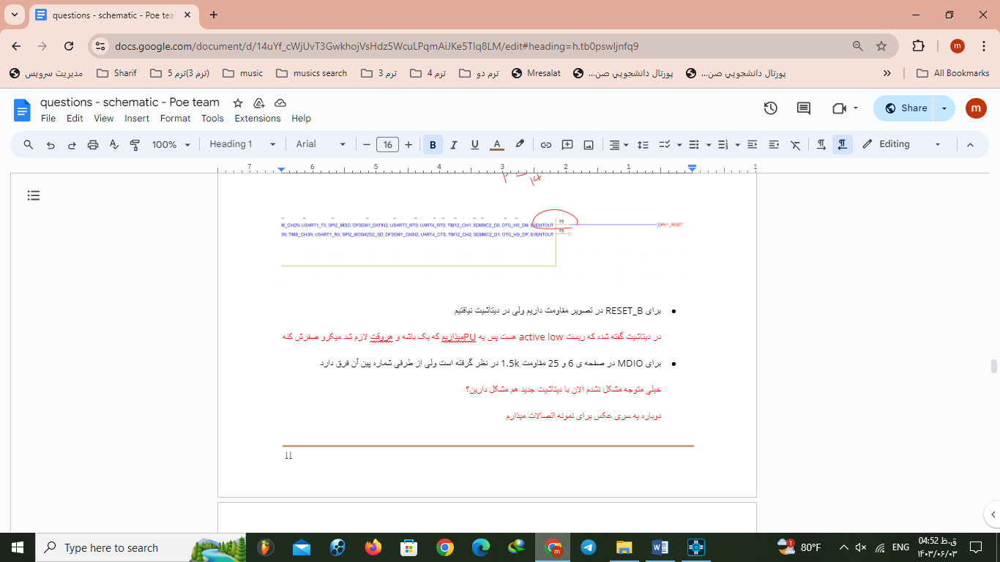 questions - schematic - Poe tea
docs.google.com/document/d/14uYf_cWjUvT3GwkhojVsHdz5WcuLPqmAiJKe5TIq8LM/edit#heading=h.tb0pswljnfq9
m
مدیریت سرویس
Sharif
ترم 5(ترم 3)
music
musics search
ترم 3
ترم 4
ترم دو
Mresalat
پورتال دانشجویي صن...
پورتال دانشجویي صن...
All Bookmarks
questions - schematic - Poe team
File Edit View Insert Format Tools Extensions Help
Share
m
100% Heading 1 Arial 16 B I U A Editing
7 6 5 4 3 2 1 1
۱۴
I8_CH2N, USART1_TX, SPI2_MISO, DFSDM1_DATIN2, USART3_RTS, UART4_RTS, TIM12_CH1, SDMMC2_D0, OTG_HS_DM, EVENTOUT 75 PHY_RESET
3N, TIM8_CH3N, USART1_RX, SPI2_MOSI/I2S2_SD, DFSDM1_CKIN2, UART4_CTS, TIM12_CH2, SDMMC2_D1, OTG_HS_DP, EVENTOUT 76
برای RESET_B در تصویر مقاومت داریم ولی در دیتاشیت نیافتیم
در دیتاشیت گفته شده که ریست active low هست پس یه PUمیذاریم که یک باشه و هروقت لازم شد میکرو صفرش کنه
برای MDIO در صفحه ی 6 و 25 مقاومت 1.5k در نظر گرفته است ولی از طرفی شماره پین آن فرق دارد
خیلی متوجه مشکل نشدم الان با دیتاشیت جدید هم مشکل دارین؟
دوباره یه سری عکس برای نمونه اتصالات میذارم
11
Type here to search
m
1
80°F
ENG
04:52 ق.ظ
۱۴۰۳/۰۶/۰۳